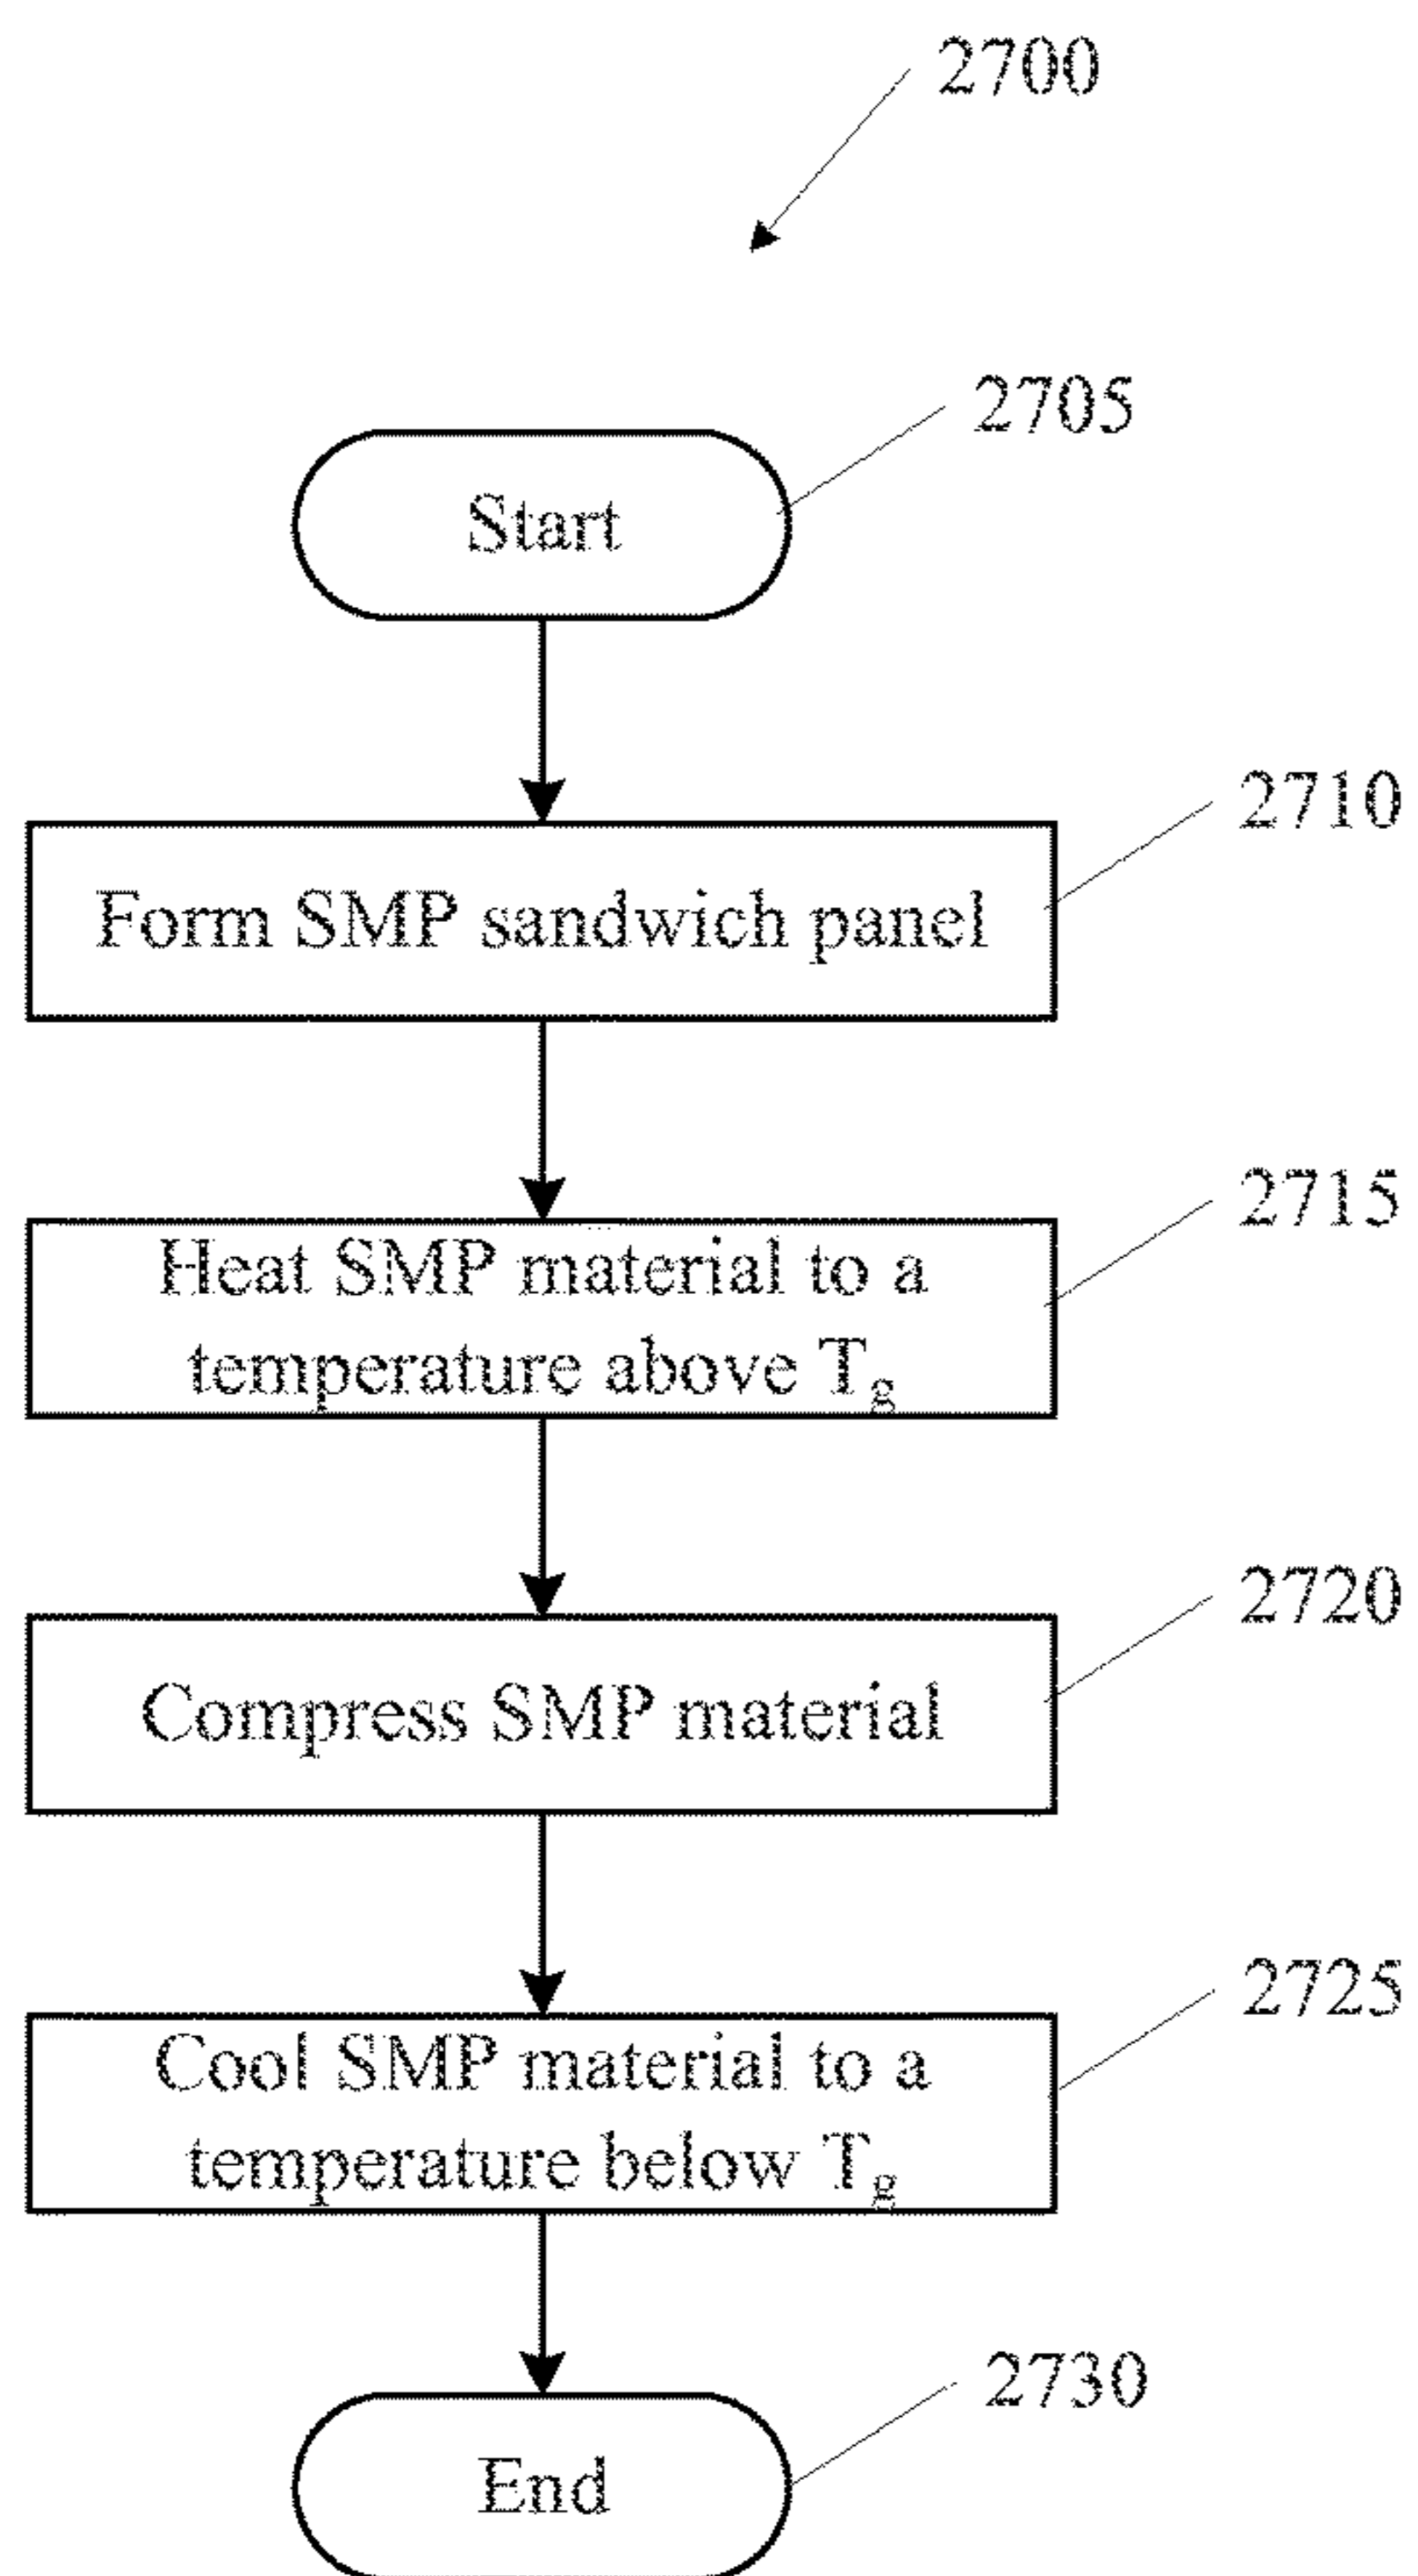 2700
2705
Start
2710
Form SMP sandwich panel
2715
Heat SMP material to a
temperature above Tg
2720
Compress SMP material
2725
Cool SMP material to a
temperature below Tg
2730
End